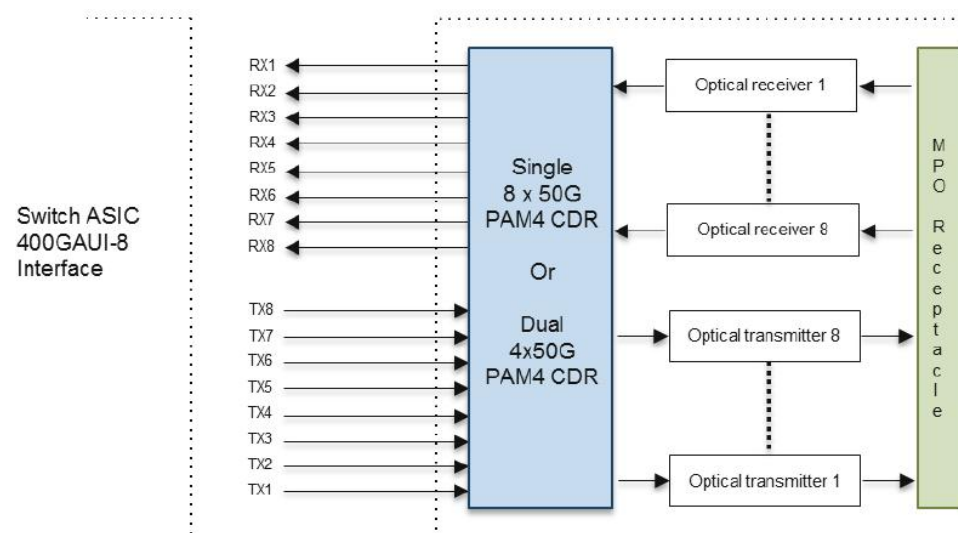 Switch ASIC
400GAUI-8
Interface
RX1
RX2
RX3
RX4
RX5
RX6
RX7
RX8
TX8
TX7
TX6
TX5
TX4
TX3
TX2
TX1
Single
8 x 50G
PAM4 CDR
Or
Dual
4x50G
PAM4 CDR
Optical receiver 1
Optical receiver 8
Optical transmitter 8
Optical transmitter 1
MPO Receptacle